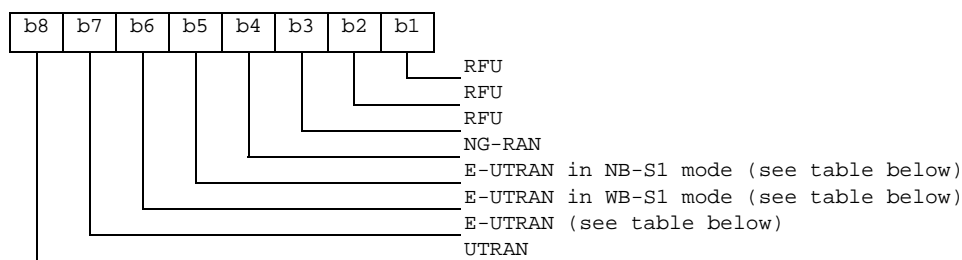 b8 b7 b6 b5 b4 b3 b2 b1
RFU
RFU
RFU
NG-RAN
E-UTRAN in NB-S1 mode (see table below)
E-UTRAN in WB-S1 mode (see table below)
E-UTRAN (see table below)
UTRAN